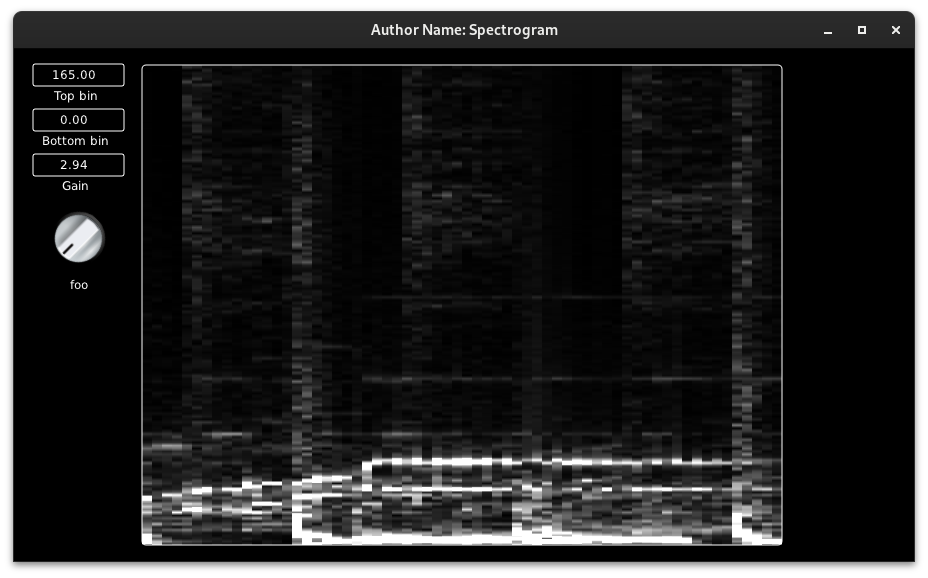 Author Name: Spectrogram
165.00
Top bin
0.00
Bottom bin
2.94
Gain
foo